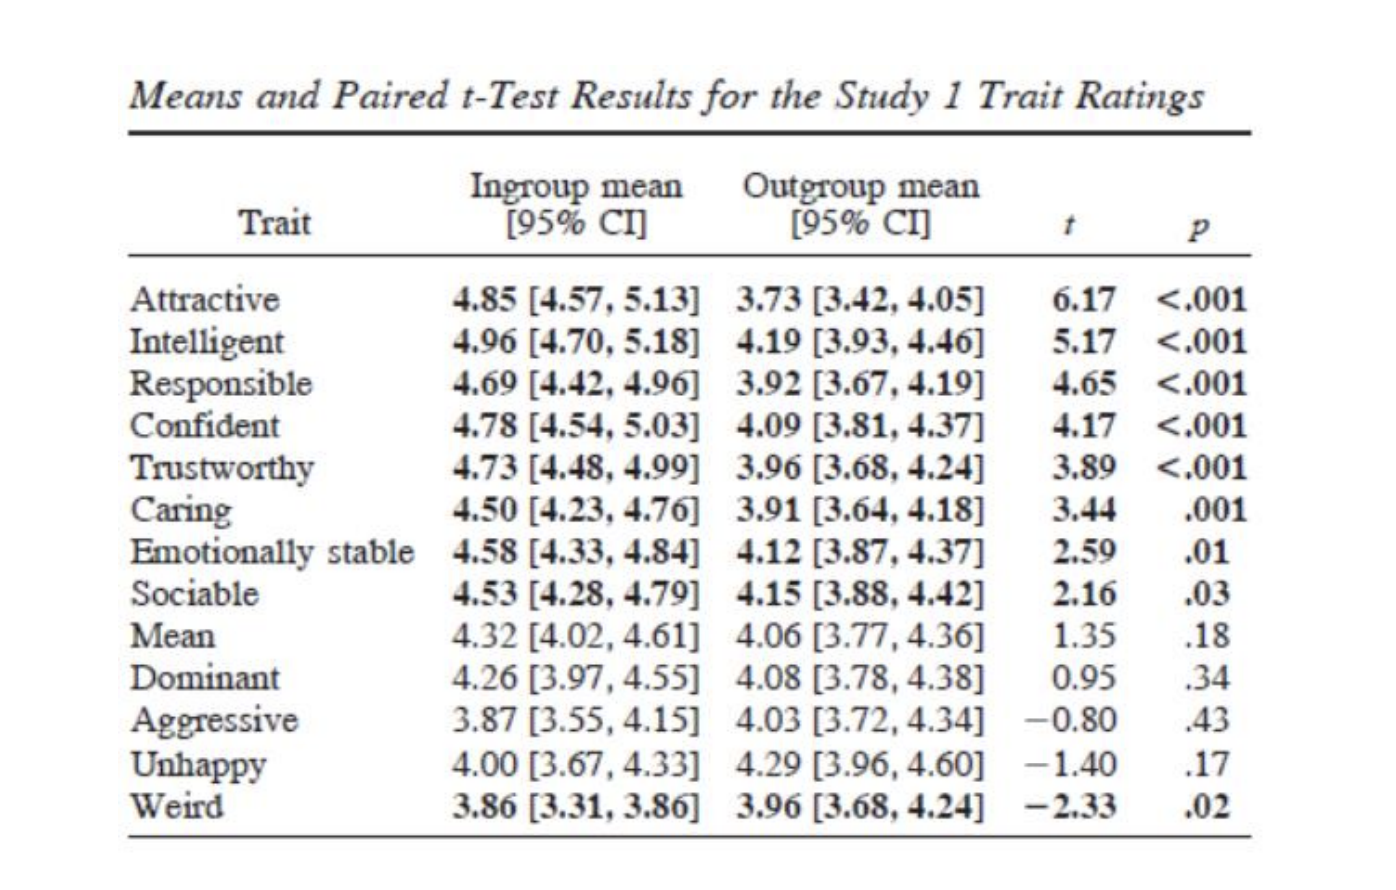 Means and Paired t-Test Results for the Study 1 Trait Ratings
Trait Ingroup mean [95% CI] Outgroup mean [95% CI] t p
Attractive 4.85 [4.57, 5.13] 3.73 [3.42, 4.05] 6.17 <.001
Intelligent 4.96 [4.70, 5.18] 4.19 [3.93, 4.46] 5.17 <.001
Responsible 4.69 [4.42, 4.96] 3.92 [3.67, 4.19] 4.65 <.001
Confident 4.78 [4.54, 5.03] 4.09 [3.81, 4.37] 4.17 <.001
Trustworthy 4.73 [4.48, 4.99] 3.96 [3.68, 4.24] 3.89 <.001
Caring 4.50 [4.23, 4.76] 3.91 [3.64, 4.18] 3.44 .001
Emotionally stable 4.58 [4.33, 4.84] 4.12 [3.87, 4.37] 2.59 .01
Sociable 4.53 [4.28, 4.79] 4.15 [3.88, 4.42] 2.16 .03
Mean 4.32 [4.02, 4.61] 4.06 [3.77, 4.36] 1.35 .18
Dominant 4.26 [3.97, 4.55] 4.08 [3.78, 4.38] 0.95 .34
Aggressive 3.87 [3.55, 4.15] 4.03 [3.72, 4.34] −0.80 .43
Unhappy 4.00 [3.67, 4.33] 4.29 [3.96, 4.60] −1.40 .17
Weird 3.86 [3.31, 3.86] 3.96 [3.68, 4.24] −2.33 .02